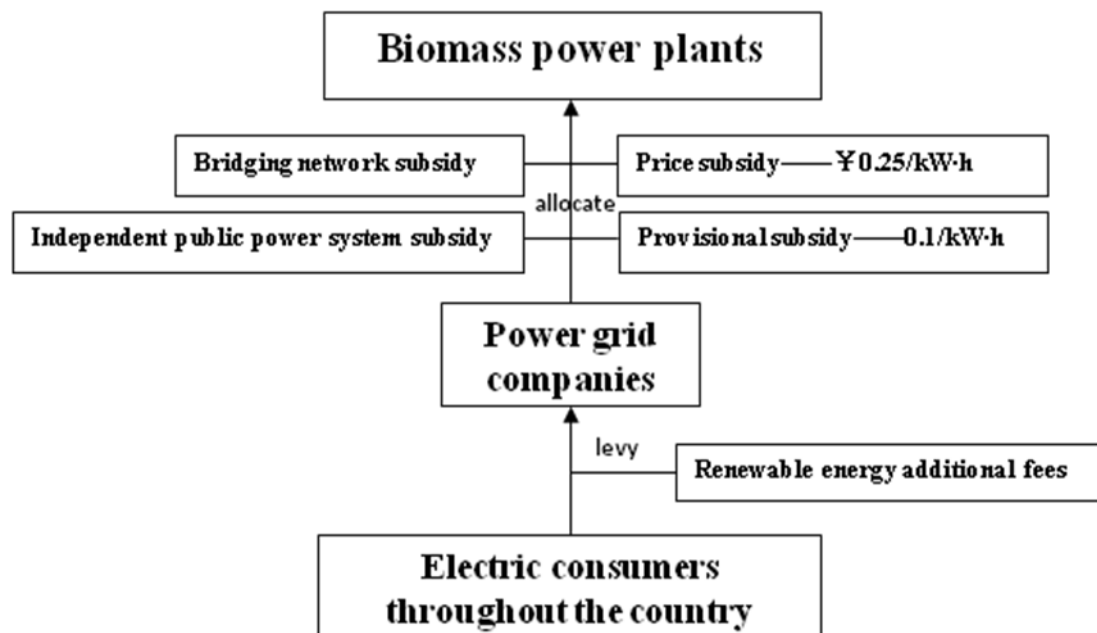 Biomass power plants
Bridging network subsidy
Price subsidy——￥0.25/kW·h
allocate
Independent public power system subsidy
Provisional subsidy——0.1/kW·h
Power grid
companies
levy
Renewable energy additional fees
Electric consumers
throughout the country